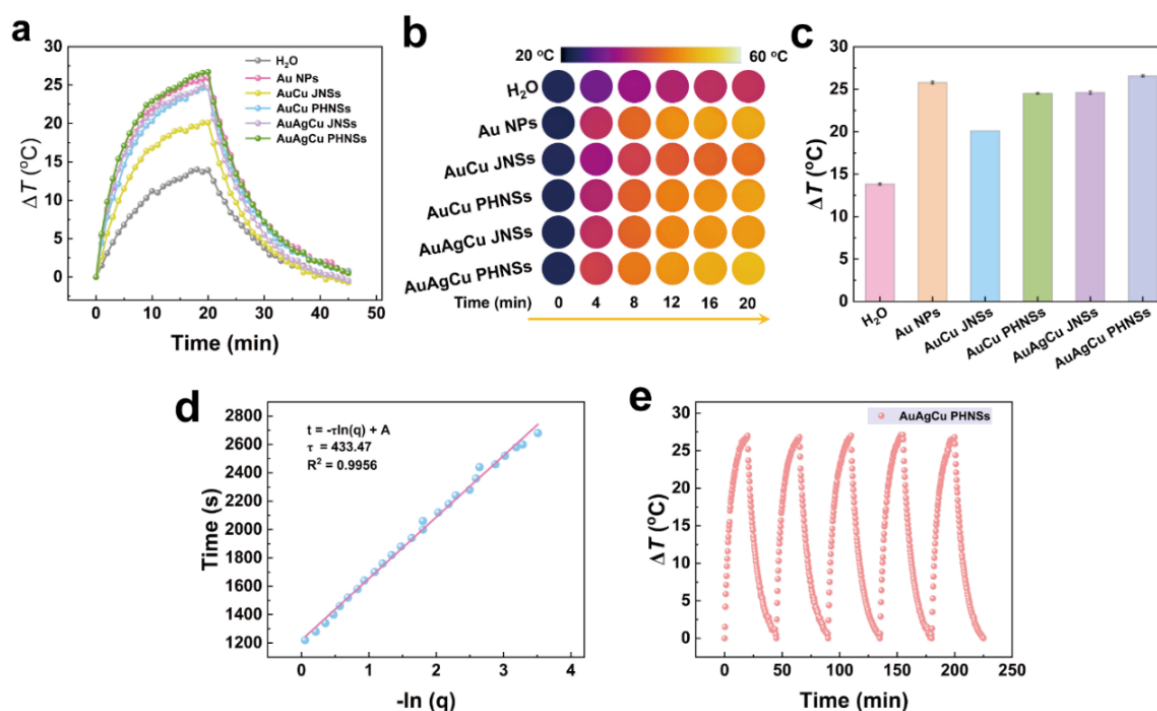 a
ΔT (°C)
30
25
20
15
10
5
0
0 10 20 30 40 50
Time (min)
H₂O
Au NPs
AuCu JNSs
AuCu PHNSs
AuAgCu JNSs
AuAgCu PHNSs
b
20 °C 60 °C
H₂O
Au NPs
AuCu JNSs
AuCu PHNSs
AuAgCu JNSs
AuAgCu PHNSs
Time (min) 0 4 8 12 16 20
c
ΔT (°C)
30
25
20
15
10
5
0
H₂O Au NPs AuCu JNSs AuCu PHNSs AuAgCu JNSs AuAgCu PHNSs
d
Time (s)
2800
2600
2400
2200
2000
1800
1600
1400
1200
t = -τln(q) + A
τ = 433.47
R² = 0.9956
0 1 2 3 4
-ln (q)
e
ΔT (°C)
30
25
20
15
10
5
0
AuAgCu PHNSs
0 50 100 150 200 250
Time (min)